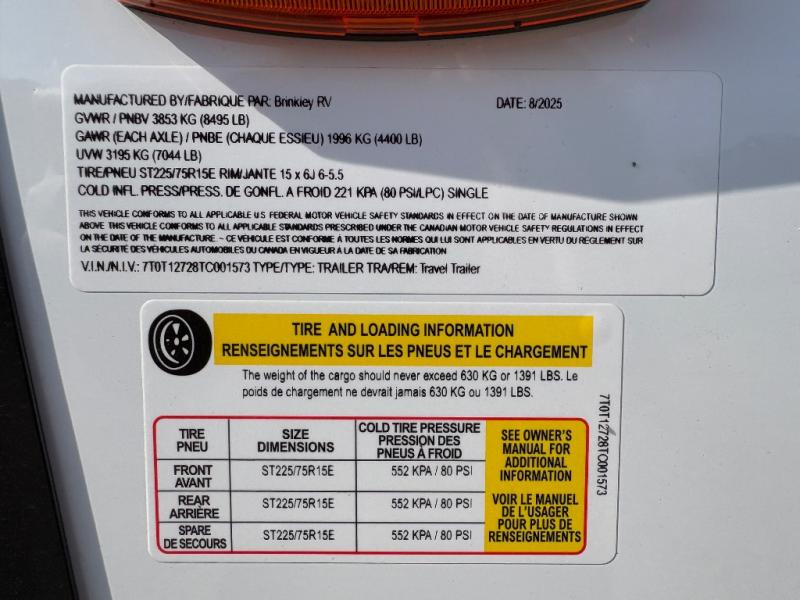 MANUFACTURED BY/FABRIQUE PAR: Brinkley RV DATE: 8/2025
GVWR / PNBV 3853 KG (8495 LB)
GAWR (EACH AXLE) / PNBE (CHAQUE ESSIEU) 1996 KG (4400 LB)
UVW 3195 KG (7044 LB)
TIRE/PNEU ST225/75R15E RIM/JANTE 15 x 6J 6-5.5
COLD INFL. PRESS/PRESS. DE GONFL. A FROID 221 KPA (80 PSI/LPC) SINGLE
THIS VEHICLE CONFORMS TO ALL APPLICABLE U.S. FEDERAL MOTOR VEHICLE SAFETY STANDARDS IN EFFECT ON THE DATE OF MANUFACTURE SHOWN
ABOVE. THIS VEHICLE CONFORMS TO ALL APPLICABLE STANDARDS PRESCRIBED UNDER THE CANADIAN MOTOR VEHICLE SAFETY REGULATIONS IN EFFECT
ON THE DATE OF THE MANUFACTURE. ~ CE VEHICULE EST CONFORME À TOUTES LES NORMES QUI LUI SONT APPLICABLES EN VERTU DU REGLEMENT SUR
LA SÉCURITE DES VÉHICULES AUTOMOBILES DU CANADA EN VIGUEUR À LA DATE DE SA FABRICATION
V.I.N./N.I.V.: 7T0T12728TC001573 TYPE/TYPE: TRAILER TRA/REM: Travel Trailer
TIRE AND LOADING INFORMATION
RENSEIGNEMENTS SUR LES PNEUS ET LE CHARGEMENT
The weight of the cargo should never exceed 630 KG or 1391 LBS. Le
poids de chargement ne devrait jamais 630 KG ou 1391 LBS.
TIRE
PNEU
SIZE
DIMENSIONS
COLD TIRE PRESSURE
PRESSION DES
PNEUS À FROID
FRONT
AVANT
ST225/75R15E
552 KPA / 80 PSI
REAR
ARRIÈRE
ST225/75R15E
552 KPA / 80 PSI
SPARE
DE SECOURS
ST225/75R15E
552 KPA / 80 PSI
SEE OWNER'S
MANUAL FOR
ADDITIONAL
INFORMATION
VOIR LE MANUEL
DE L'USAGER
POUR PLUS DE
RENSEIGNEMENTS
7T0T12728TC001573